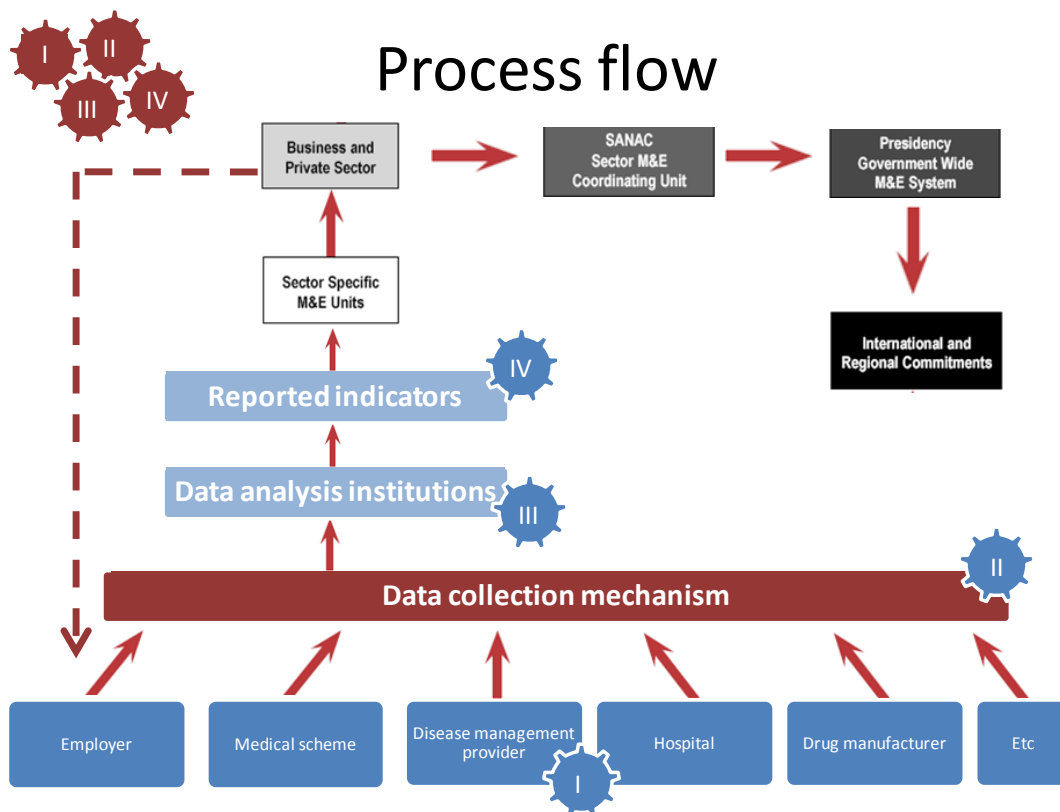 I
II
III
IV
Process flow
Business and
Private Sector
SANAC
Sector M&E
Coordinating Unit
Presidency
Government Wide
M&E System
Sector Specific
M&E Units
International and
Regional Commitments
IV
Reported indicators
Data analysis institutions
III
II
Data collection mechanism
Employer
Medical scheme
Disease management
provider
Hospital
Drug manufacturer
Etc
I